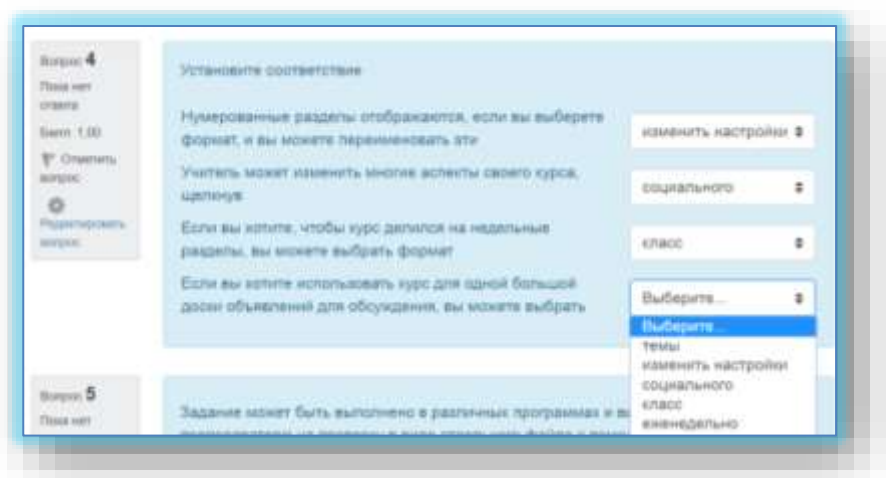 Вопрос 4
Пока нет
ответа
Балл: 1,00
Отметить
вопрос
Редактировать
вопрос
Установите соответствие
Нумерованные разделы отображаются, если вы выберете
формат, и вы можете переименовать эти
изменить настройки
Учитель может изменить многие аспекты своего курса,
щелкнув
социального
Если вы хотите, чтобы курс делился на недельные
разделы, вы можете выбрать формат
класс
Если вы хотите использовать курс для одной большой
доски объявлений для обсуждения, вы можете выбрать
Выберите...
Выберите...
темы
изменить настройки
социального
класс
еженедельно
Вопрос 5
Пока нет
Задание может быть выполнено в различных программах и